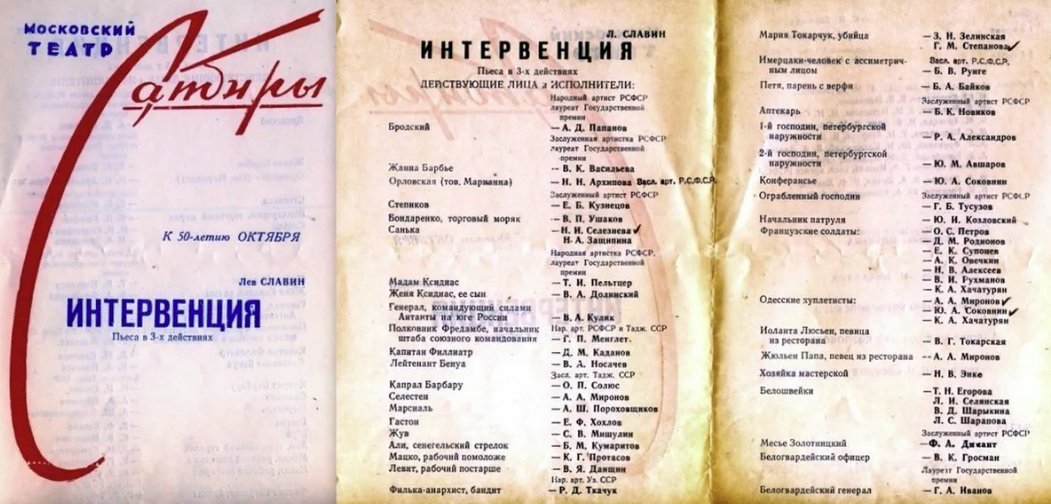 МОСКОВСКИЙ
ТЕАТР
Сатиры
К 50-летию ОКТЯБРЯ
Лев СЛАВИН
ИНТЕРВЕНЦИЯ
Пьеса в 3-х действиях
Л. СЛАВИН
ИНТЕРВЕНЦИЯ
Пьеса в 3-х действиях
ДЕЙСТВУЮЩИЕ ЛИЦА и ИСПОЛНИТЕЛИ:
Народный артист РСФСР
лауреат Государственной
премии
Бродский — А. Д. Папанов
Заслуженная артистка РСФСР
лауреат Государственной
премии
Жанна Барбье -- В. К. Васильева
Орловская (тов. Марианна) — Н. Н. Архипова Васл. арт. Р.С.Ф.С.Р.
Заслуженный артист РСФСР
Степиков — Е. Б. Кузнецов
Бондаренко, торговый моряк — В. П. Ушаков
Санька — Н. И. Селезнева ✓
Н. А. Защипина
Народная артистка РСФСР,
лауреат Государственной
премии
Мадам Ксидиас — Т. И. Пельтцер
Женя Ксидиас, ее сын — В. А. Долинский
Генерал, командующий силами
Антанты на юге России — В. А. Кулик
Полковник Фредамбе, начальник Нар. арт. РСФСР и Тадж. ССР
штаба союзного командования — Г. П. Менглет.
Капитан Филлиатр — Д. М. Каданов
Лейтенант Бенуа — В. А. Носачев
Засл. арт. Тадж. ССР
Капрал Барбару — О. П. Солюс
Селестен — А. А. Миронов
Марсиаль — А. Ш. Пороховщиков
Гастон — Е. Ф. Хохлов
Жув — С. В. Мишулин
Али, сенегельский стрелок — Б. М. Кумаритов
Мацко, рабочий помоложе — К. Г. Протасов
Левит, рабочий постарше — В. Я. Данщин
Нар. арт. Уз. ССР
Филька-анархист, бандит — Р. Д. Ткачук
Мария Токарчук, убийца — З. Н. Зелинская
Г. М. Степанова ✓
Имерцаки-человек с ассиметрич- Васл. арт. Р.С.Ф.С.Р.
ным лицом — Б. В. Рунге
Петя, парень с верфи — Б. А. Байков
Заслуженный артист РСФСР
Аптекарь — Б. К. Новиков
1-й господин, петербургской
наружности — Р. А. Александров
2-й господин, петербургской
наружности — Ю. М. Авшаров
Конферансье — Ю. А. Соковнин
Ограбленный господин Заслуженный артист РСФСР
— Г. Б. Тусузов
Начальник патруля — Ю. И. Козловский
Французские солдаты: — О. С. Петров
Д. М. Родионов
Е. К. Супонев
А. К. Овечкин
Н. В. Алексеев
В. И. Рухманов
К. А. Хачатурян
Одесские хуплетисты: — А. А. Миронов ✓
Ю. А. Соковнин ✓
— К. А. Хачатурян
Иоланта Люсьен, певица
из ресторана — В. Г. Токарская
Жюльен Папа, певец из ресторана -- А. А. Миронов
Хозяйка мастерской — Н. В. Энке
Белошвейки — Т. Н. Егорова
Л. И. Селянская
В. Д. Шарыкина
Л. С. Шарапова
Заслуженный артист РСФСР
Месье Золотницкий — Ф. А. Димант
Белогвардейский офицер — В. К. Гросман
Лауреат Государственной
премии
Белогвардейский генерал — Г. А. Иванов